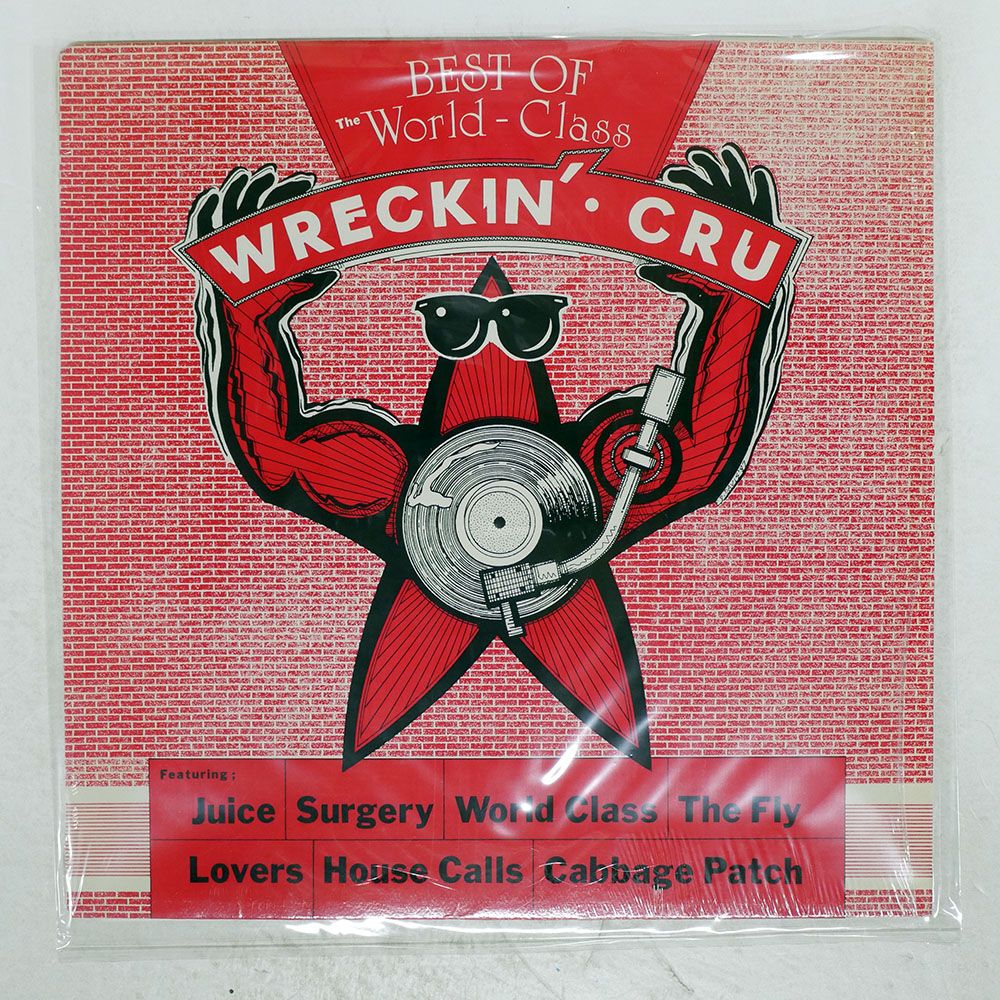 BEST OF
The World-Class
WRECKIN'·CRU
Featuring;
Juice Surgery World Class The Fly
Lovers House Calls Cabbage Patch